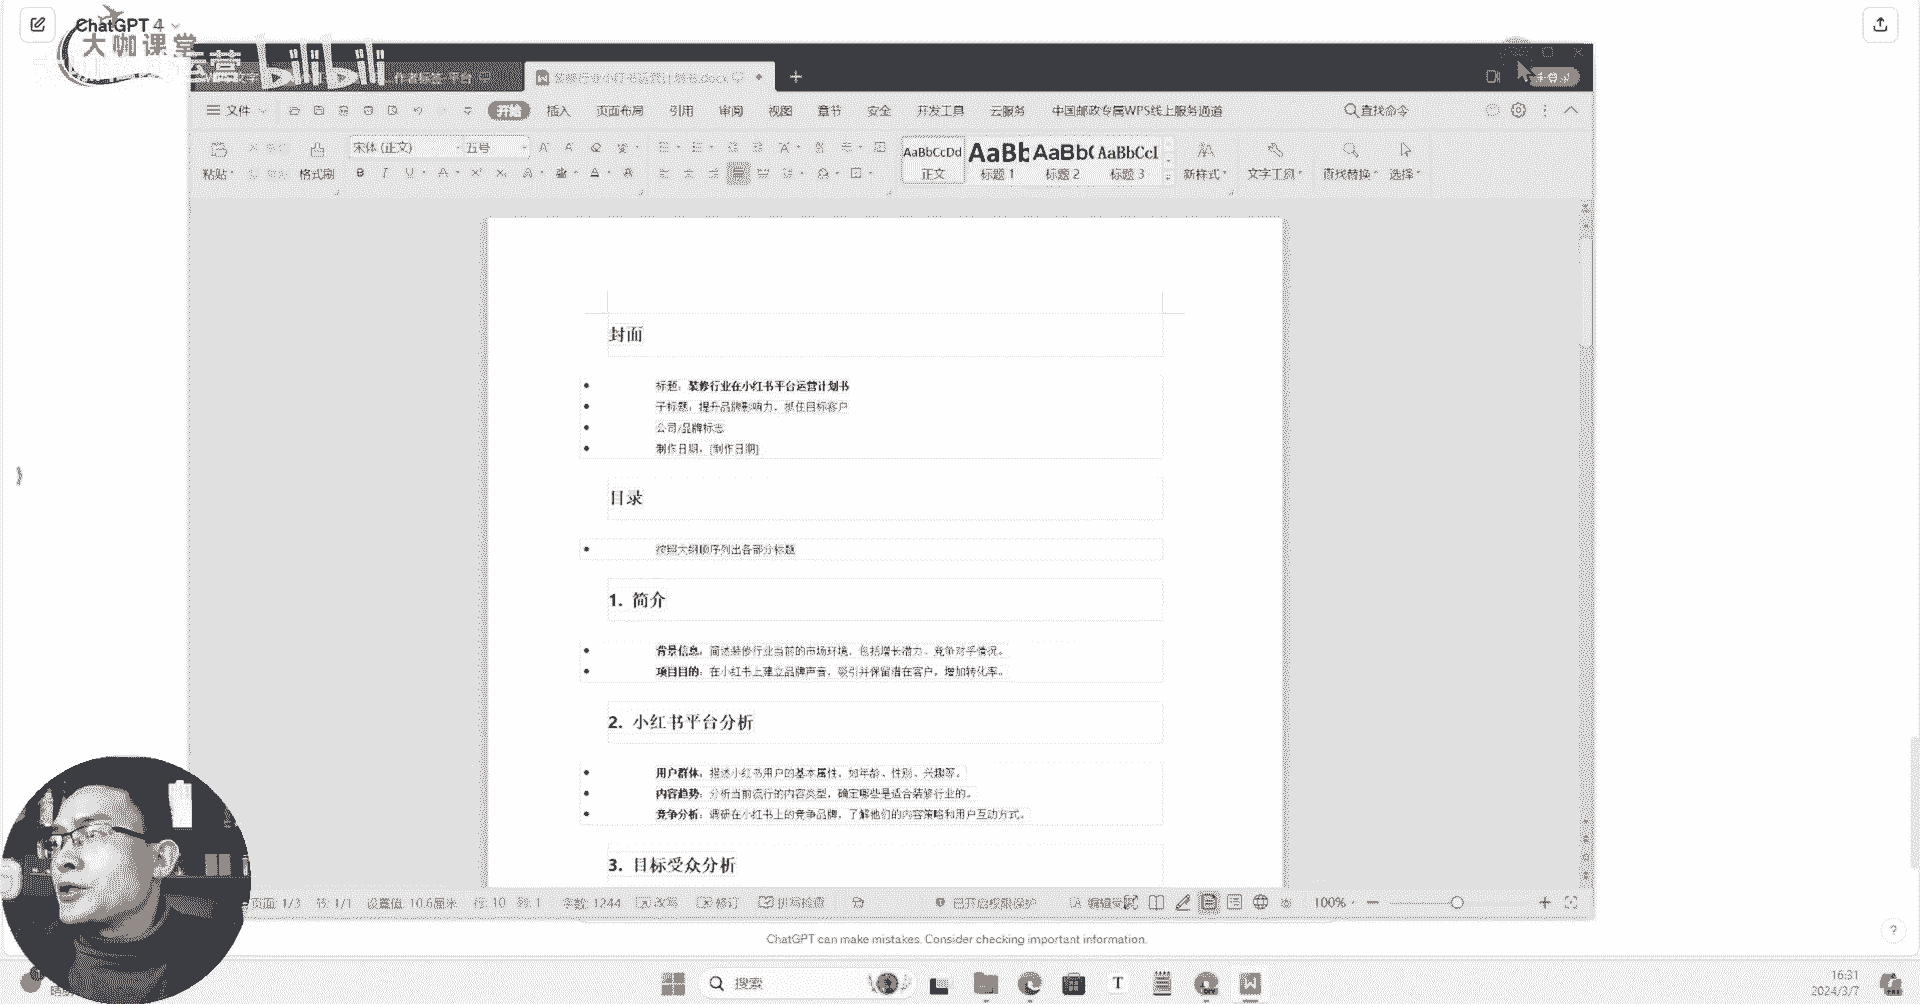 ChatGPT 4
大咖课堂
运营 bilibili
作者标签-平台
装修行业小红书运营计划书.docx
文件
开始
插入
页面布局
引用
审阅
视图
章节
安全
开发工具
云服务
中国邮政专属WPS线上服务通道
查找命令
粘贴
格式刷
宋体 (正文)
五号
AaBbCcDd
正文
AaBb
标题 1
AaBb(
标题 2
AaBbCcI
标题 3
新样式
文字工具
查找替换
选择
封面
标题：装修行业在小红书平台运营计划书
子标题：提升品牌影响力，抓住目标客户
公司/品牌标志
制作日期：[制作日期]
目录
按照大纲顺序列出各部分标题
1. 简介
背景信息：简述装修行业当前的市场环境，包括增长潜力、竞争对手情况。
项目目的：在小红书上建立品牌声音，吸引并保留潜在客户，增加转化率。
2. 小红书平台分析
用户群体：描述小红书用户的基本属性，如年龄、性别、兴趣等。
内容趋势：分析当前流行的内容类型，确定哪些是适合装修行业的。
竞争分析：调研在小红书上的竞争品牌，了解他们的内容策略和用户互动方式。
3. 目标受众分析
页面: 1/3
节: 1/1
设置值: 10.6厘米
行: 10
列: 1
字数: 1244
改写
修订
拼写检查
已开启权限保护
编辑受限
100%
ChatGPT can make mistakes. Consider checking important information.
搜索
16:31
2024/3/7